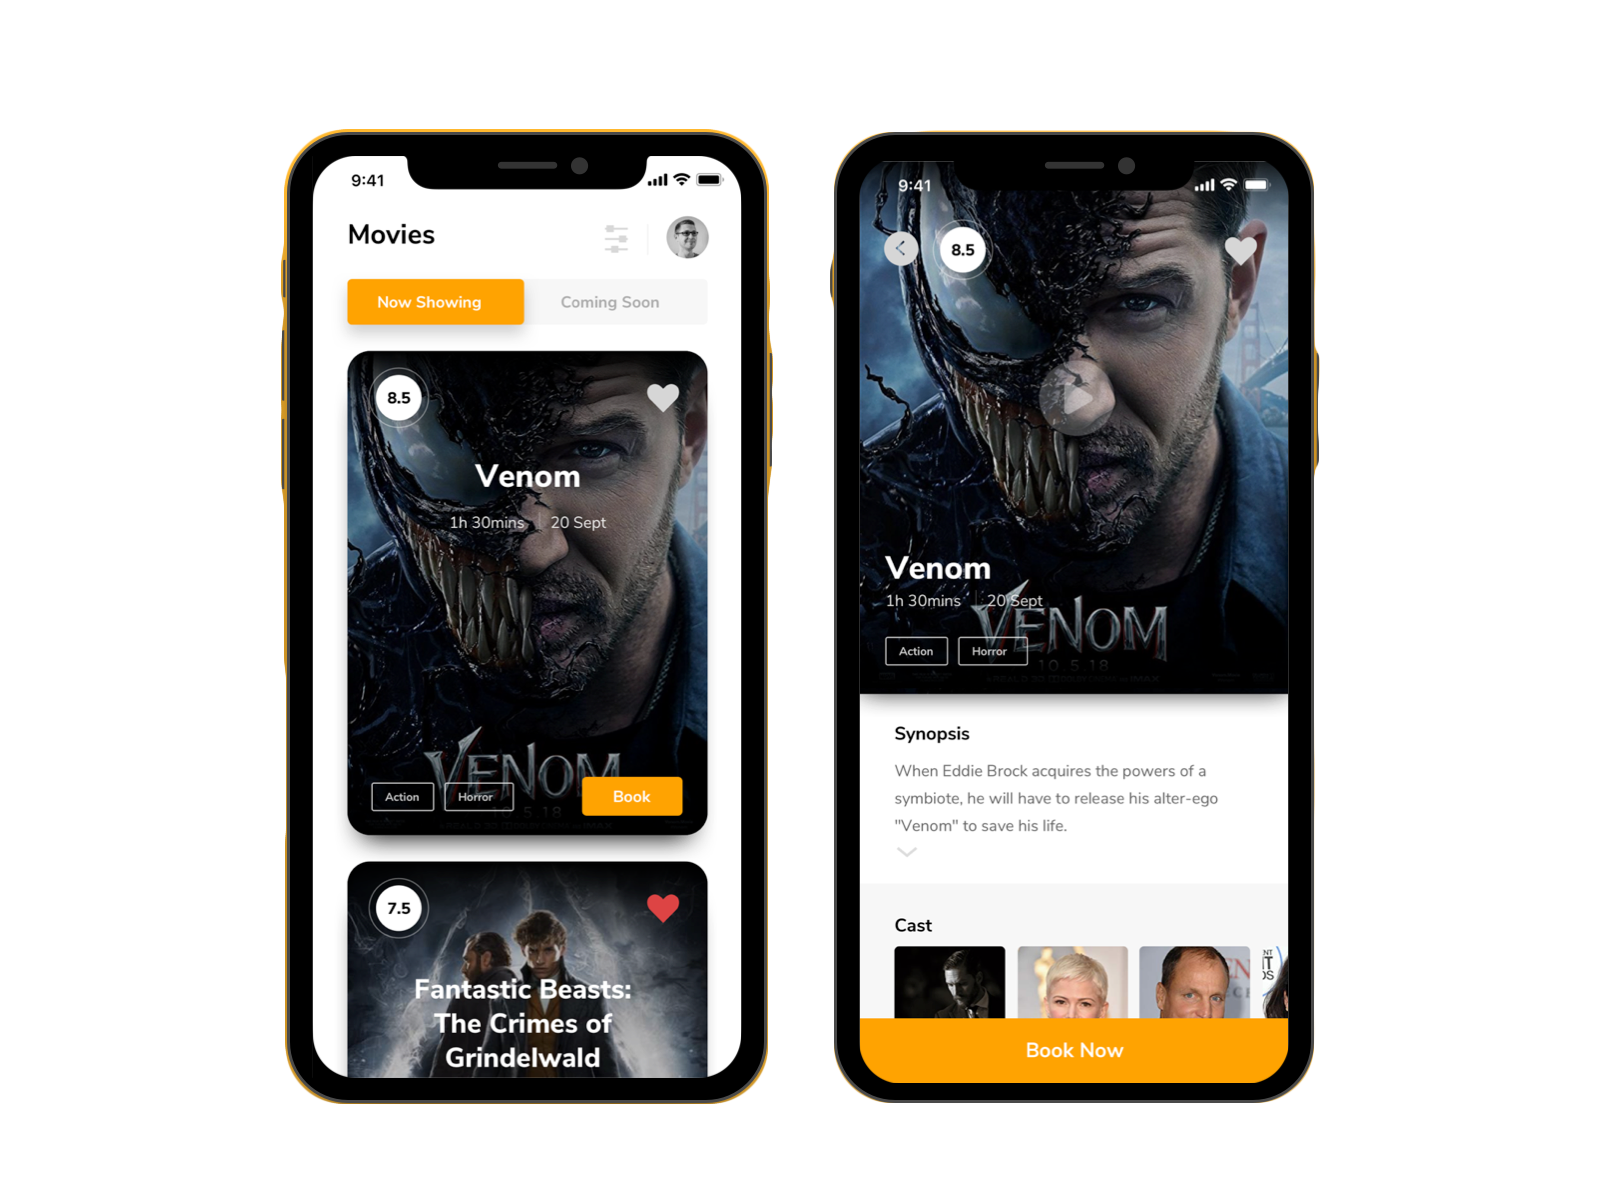 9:41
Movies
Now Showing
Coming Soon
8.5
Venom
1h 30mins
20 Sept
VENOM
5.18
Action
Horror
Book
7.5
Fantastic Beasts:
The Crimes of
Grindelwald
9:41
8.5
Venom
1h 30mins
20 Sept
VENOM
10.5.18
Action
Horror
Synopsis
When Eddie Brock acquires the powers of a
symbiote, he will have to release his alter-ego
"Venom" to save his life.
Cast
Book Now